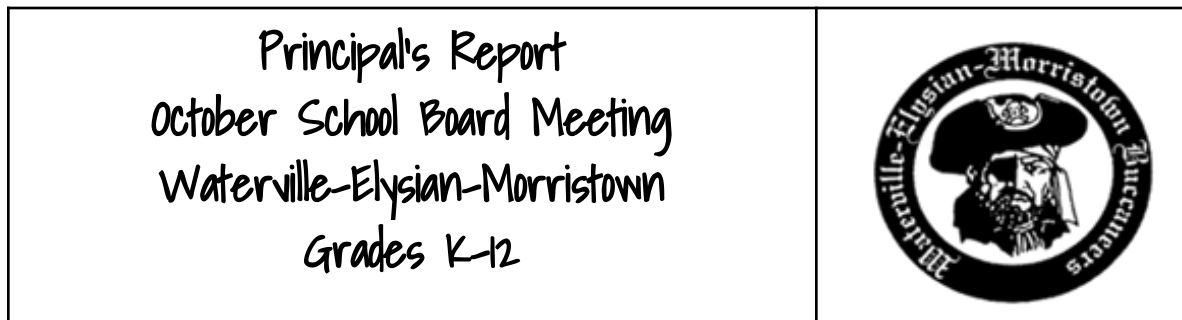 Principal's Report
October School Board Meeting
Waterville-Elysian-Morristown
Grades K-12
Waterville-Elysian-Morristown Buccaneers